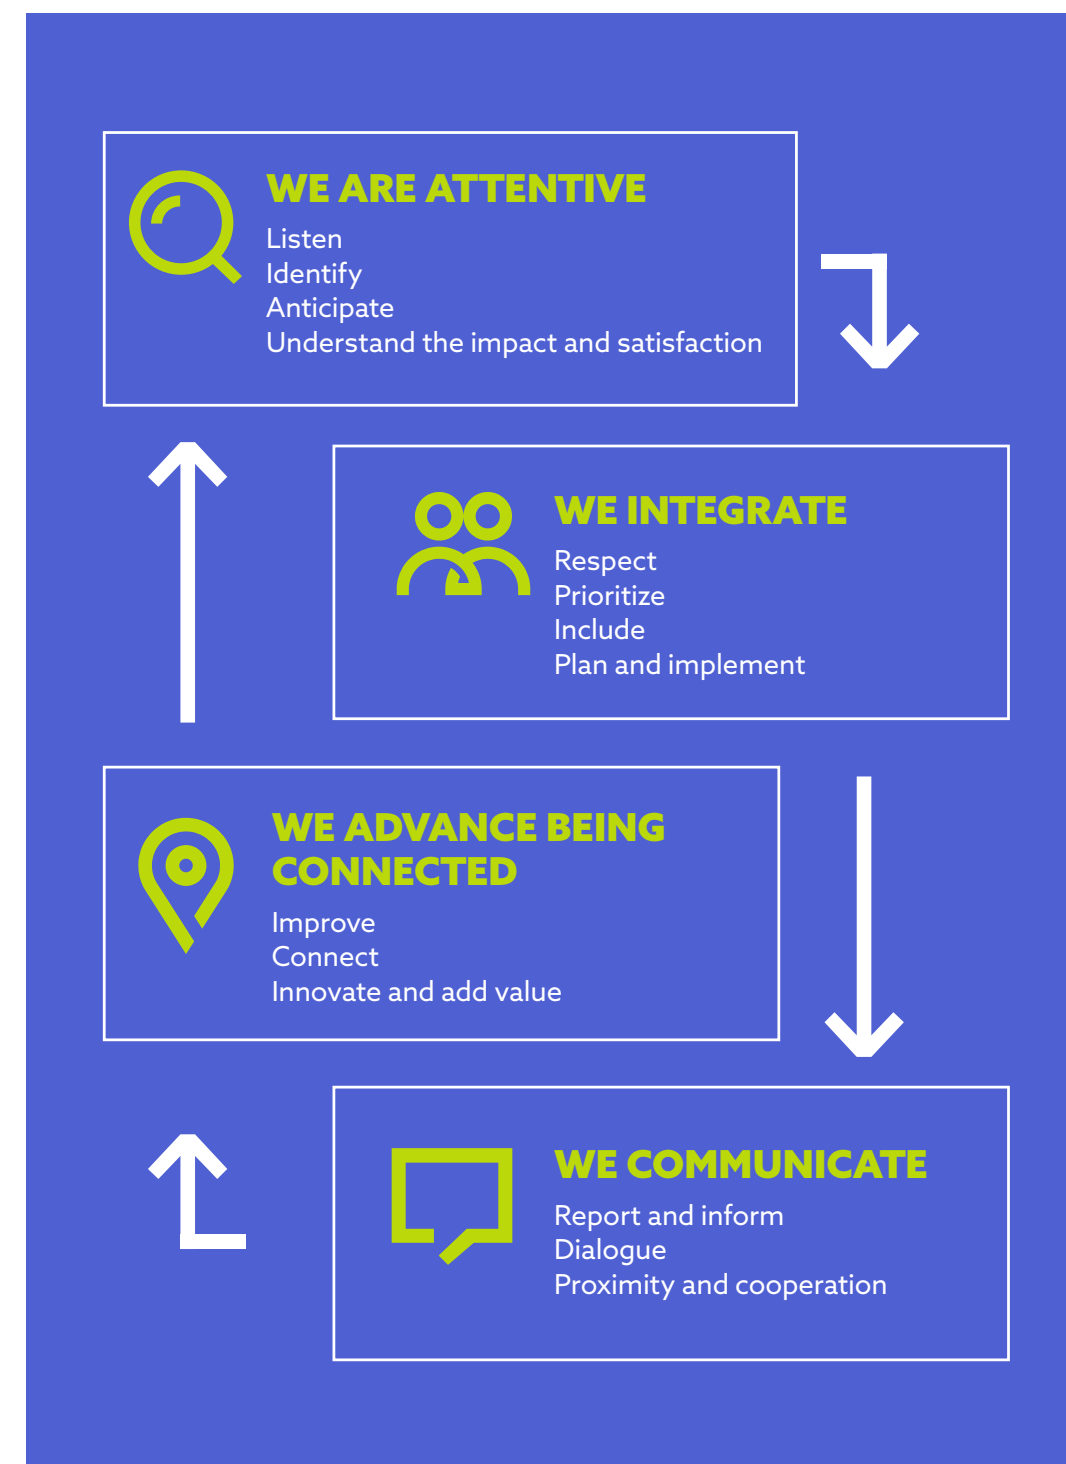 WE ARE ATTENTIVE
Listen
Identify
Anticipate
Understand the impact and satisfaction
WE INTEGRATE
Respect
Prioritize
Include
Plan and implement
WE ADVANCE BEING
CONNECTED
Improve
Connect
Innovate and add value
WE COMMUNICATE
Report and inform
Dialogue
Proximity and cooperation